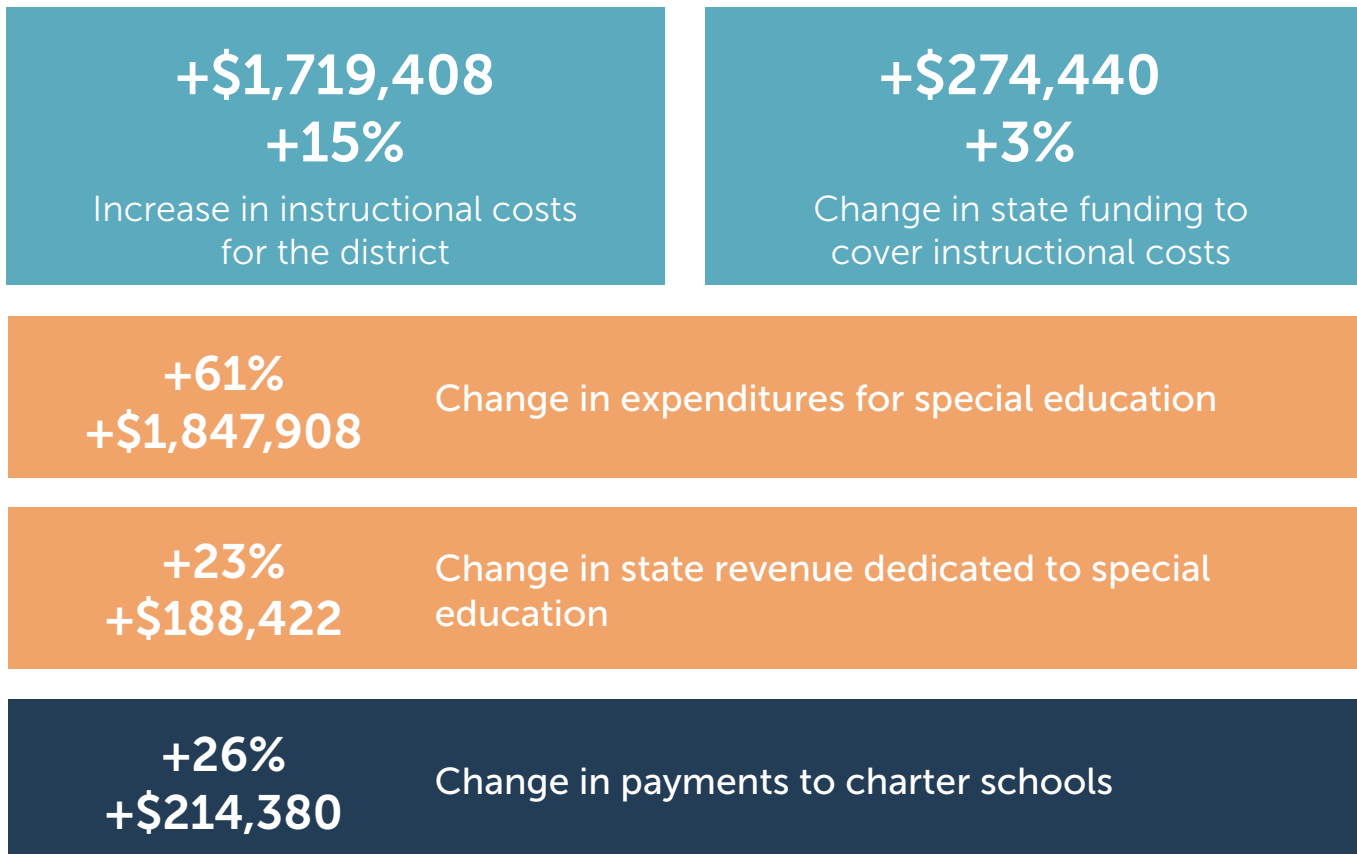 +$1,719,408
+15%
Increase in instructional costs
for the district
+$274,440
+3%
Change in state funding to
cover instructional costs
+61%
+$1,847,908
Change in expenditures for special education
+23%
+$188,422
Change in state revenue dedicated to special
education
+26%
+$214,380
Change in payments to charter schools